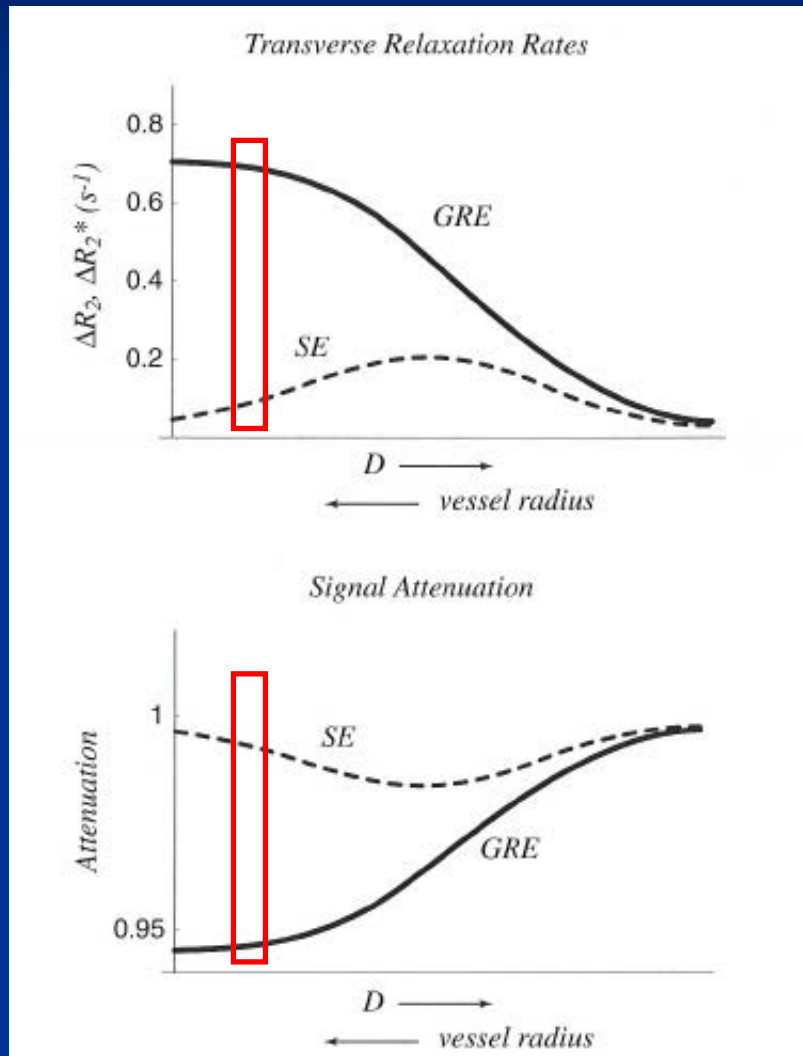 Transverse Relaxation Rates
0.8
0.6
0.4
0.2
ΔR₂, ΔR₂* (s⁻¹)
GRE
SE
D
vessel radius
Signal Attenuation
1
0.95
Attenuation
SE
GRE
D
vessel radius